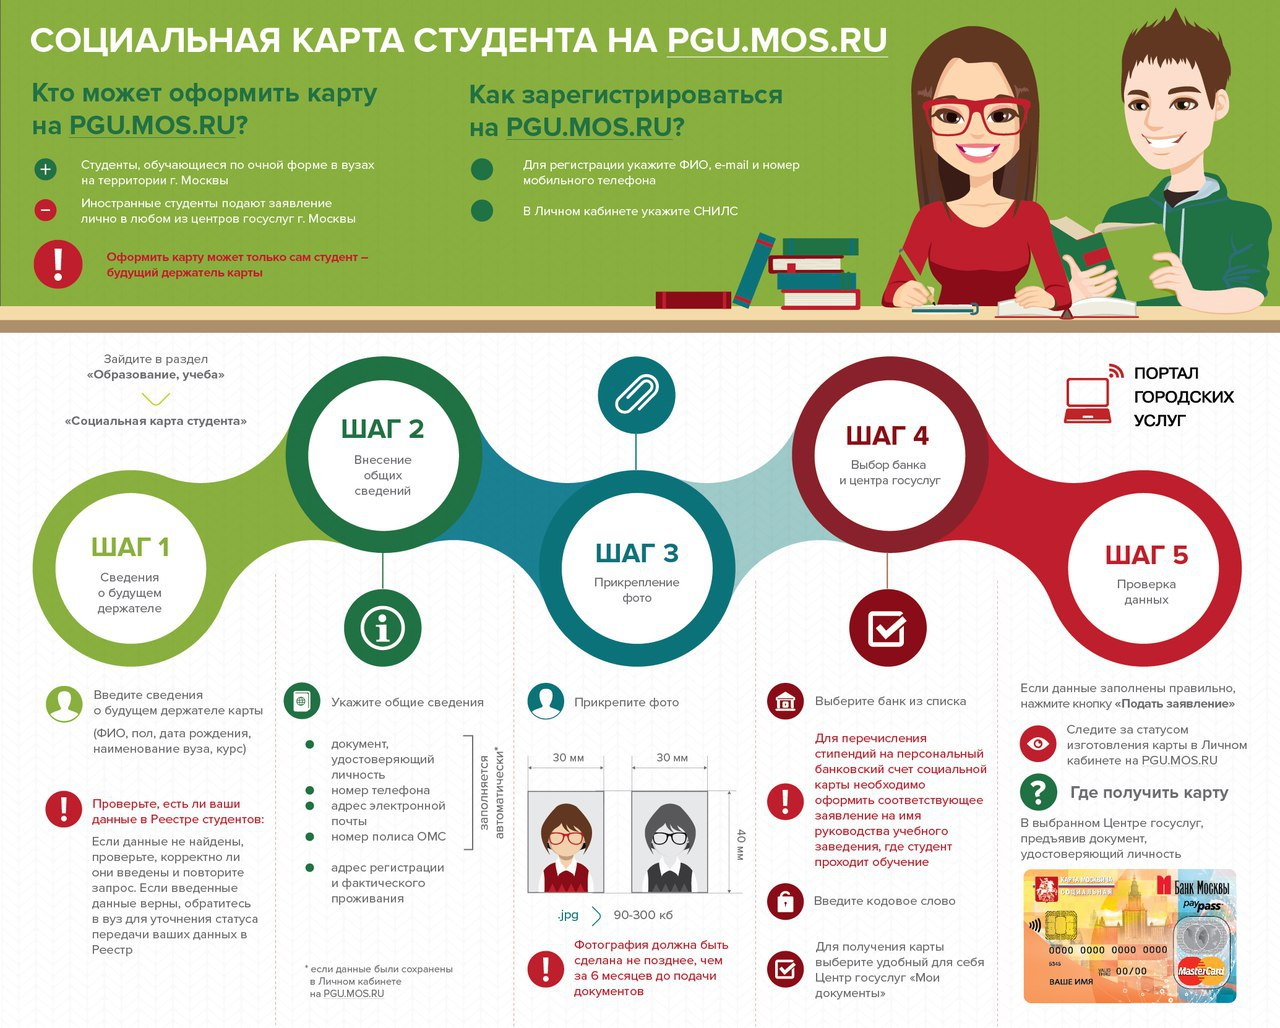 СОЦИАЛЬНАЯ КАРТА СТУДЕНТА НА PGU.MOS.RU
Кто может оформить карту
на PGU.MOS.RU?
Студенты, обучающиеся по очной форме в вузах
на территории г. Москвы
Иностранные студенты подают заявление
лично в любом из центров госуслуг г. Москвы
Оформить карту может только сам студент –
будущий держатель карты
Как зарегистрироваться
на PGU.MOS.RU?
Для регистрации укажите ФИО, e-mail и номер
мобильного телефона
В Личном кабинете укажите СНИЛС
Зайдите в раздел
«Образование, учеба»
«Социальная карта студента»
ПОРТАЛ
ГОРОДСКИХ
УСЛУГ
ШАГ 1
Сведения
о будущем
держателе
ШАГ 2
Внесение
общих
сведений
ШАГ 3
Прикрепление
фото
ШАГ 4
Выбор банка
и центра госуслуг
ШАГ 5
Проверка
данных
Введите сведения
о будущем держателе карты
(ФИО, пол, дата рождения,
наименование вуза, курс)
Проверьте, есть ли ваши
данные в Реестре студентов:
Если данные не найдены,
проверьте, корректно ли
они введены и повторите
запрос. Если введенные
данные верны, обратитесь
в вуз для уточнения статуса
передачи ваших данных в
Реестр
Укажите общие сведения
документ,
удостоверяющий
личность
номер телефона
адрес электронной
почты
номер полиса ОМС
заполняется
автоматически*
адрес регистрации
и фактического
проживания
* если данные были сохранены
в Личном кабинете
на PGU.MOS.RU
Прикрепите фото
30 мм
30 мм
40 мм
.jpg
90-300 кб
Фотография должна быть
сделана не позднее, чем
за 6 месяцев до подачи
документов
Выберите банк из списка
Для перечисления
стипендий на персональный
банковский счет социальной
карты необходимо
оформить соответствующее
заявление на имя
руководства учебного
заведения, где студент
проходит обучение
Введите кодовое слово
Для получения карты
выберите удобный для себя
Центр госуслуг «Мои
документы»
Если данные заполнены правильно,
нажмите кнопку «Подать заявление»
Следите за статусом
изготовления карты в Личном
кабинете на PGU.MOS.RU
Где получить карту
В выбранном Центре госуслуг,
предъявив документ,
удостоверяющий личность
КАРТА МОСКВИЧА
СОЦИАЛЬНАЯ
Банк Москвы
paypass
0000 0000 0000 0000
5345
00/00
ВАШЕ ИМЯ
MasterCard